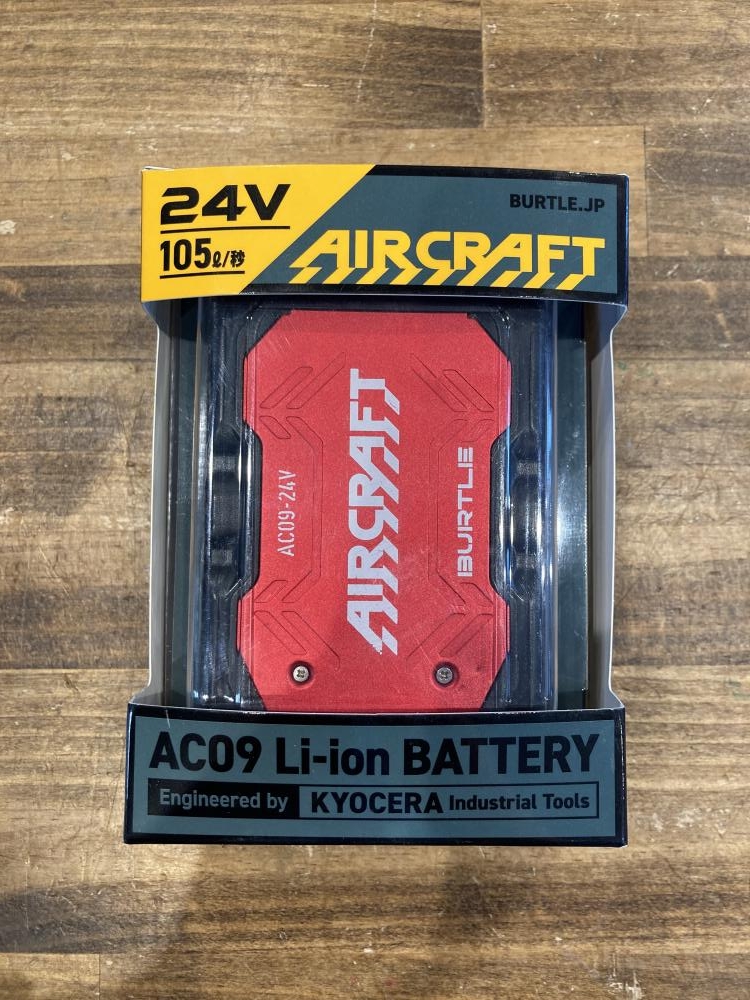 24V
BURTLE.JP
105ℓ/秒
AIRCRAFT
AC09-24V
AIRCRAFT
BURTLE
AC09 Li-ion BATTERY
Engineered by KYOCERA Industrial Tools